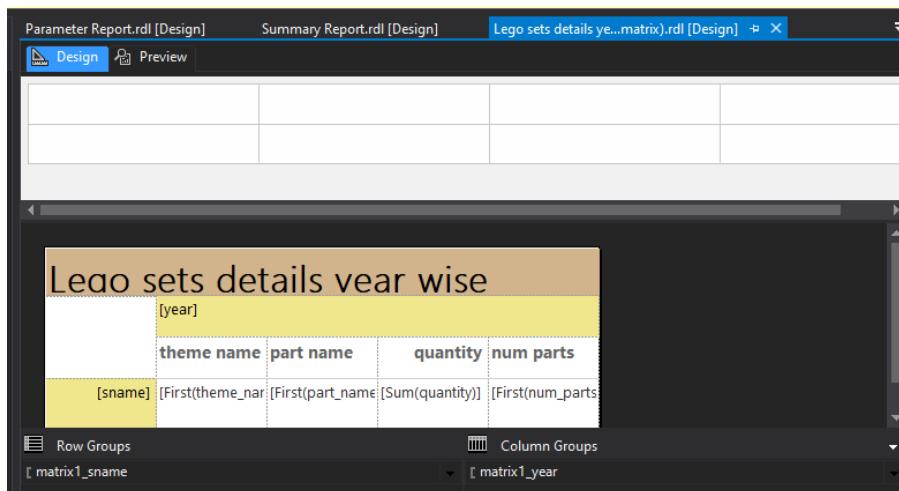 Parameter Report.rdl [Design] Summary Report.rdl [Design] Lego sets details ye...matrix).rdl [Design]
Design Preview
Lego sets details year wise
[year]
theme name part name quantity num parts
[sname] [First(theme_nar [First(part_name [Sum(quantity)] [First(num_parts
Row Groups Column Groups
[ matrix1_sname [ matrix1_year